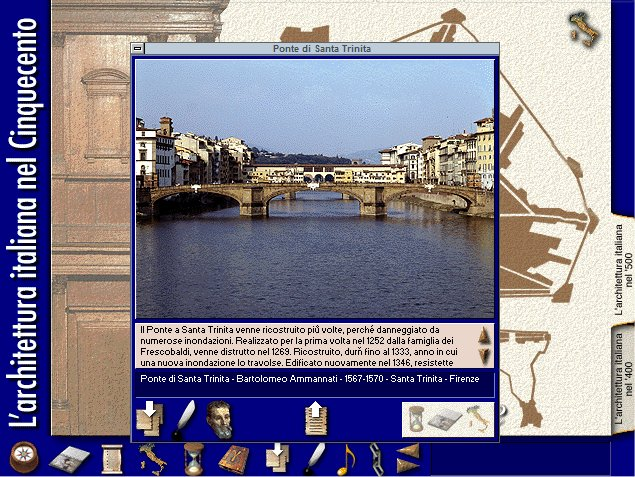 L'architettura italiana nel Cinquecento
Ponte di Santa Trinita
Il Ponte a Santa Trinita venne ricostruito piů volte, perché danneggiato da
numerose inondazioni. Realizzato per la prima volta nel 1252 dalla famiglia dei
Frescobaldi, venne distrutto nel 1269. Ricostruito, durň fino al 1333, anno in cui
una nuova inondazione lo travolse. Edificato nuovamente nel 1346, resistette
Ponte di Santa Trinita - Bartolomeo Ammannati - 1567-1570 - Santa Trinita - Firenze
L'architettura italiana
nel '500
L'architettura italiana
nel '400